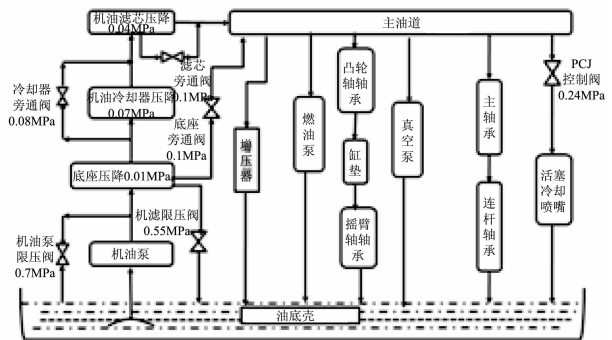 机油滤芯压降
0.04MPa
主油道
滤芯
旁通阀
0.1MPa
PCJ
控制阀
0.24MPa
冷却器
旁通阀
0.08MPa
机油冷却器压降
0.07MPa
底座
旁通阀
0.1MPa
增压器
燃油泵
凸轮
轴轴
承
缸垫
摇臂
轴轴
承
真空泵
主轴承
连杆轴承
活塞
冷却
喷嘴
底座压降0.01MPa
机滤限压阀
0.55MPa
机油泵
限压阀
0.7MPa
机油泵
油底壳